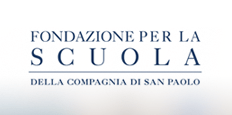 FONDAZIONE PER LA
SCUOLA
DELLA COMPAGNIA DI SAN PAOLO